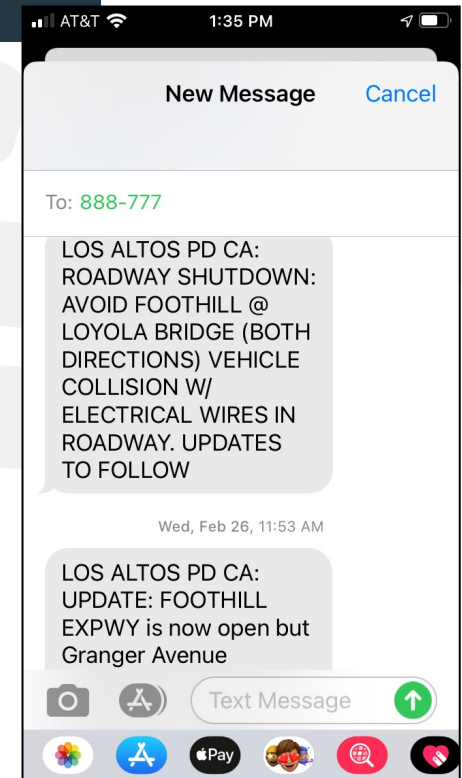 AT&T 1:35 PM
New Message Cancel
To: 888-777
LOS ALTOS PD CA:
ROADWAY SHUTDOWN:
AVOID FOOTHILL @
LOYOLA BRIDGE (BOTH
DIRECTIONS) VEHICLE
COLLISION W/
ELECTRICAL WIRES IN
ROADWAY. UPDATES
TO FOLLOW
Wed, Feb 26, 11:53 AM
LOS ALTOS PD CA:
UPDATE: FOOTHILL
EXPWY is now open but
Granger Avenue
Text Message
Pay